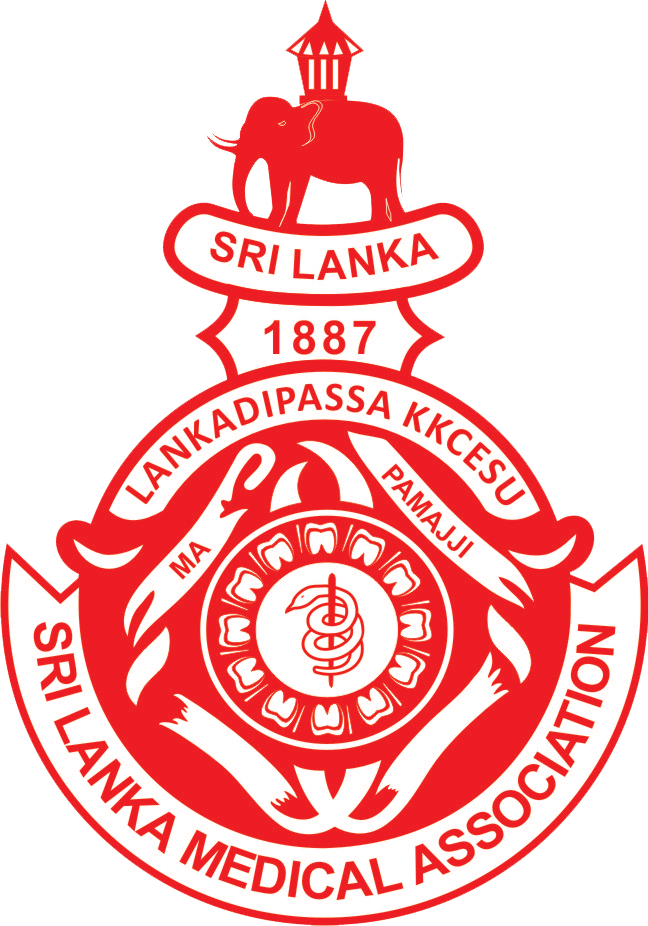 SRI LANKA
1887
LANKADIPASSA KKCESU
MA
PAMAJJI
SRI LANKA MEDICAL ASSOCIATION